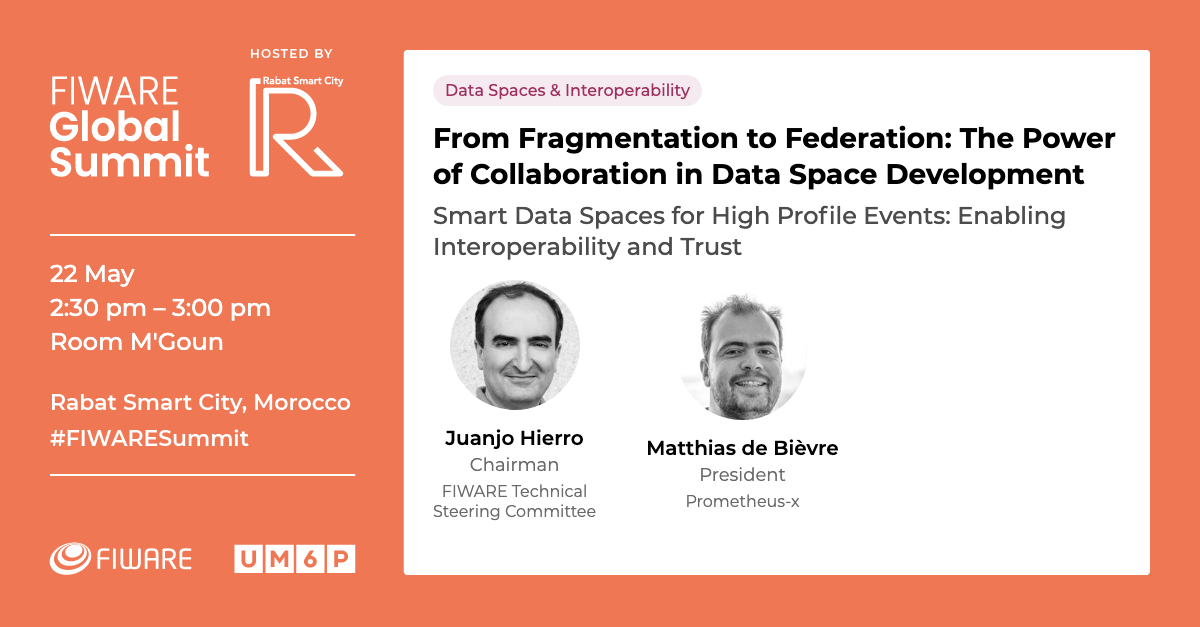 FIWARE
Global
Summit
HOSTED BY
Rabat Smart City
R
22 May
2:30 pm – 3:00 pm
Room M'Goun
Rabat Smart City, Morocco
#FIWARESummit
FIWARE
UM6P
Data Spaces & Interoperability
From Fragmentation to Federation: The Power
of Collaboration in Data Space Development
Smart Data Spaces for High Profile Events: Enabling
Interoperability and Trust
Juanjo Hierro
Chairman
FIWARE Technical
Steering Committee
Matthias de Bièvre
President
Prometheus-x